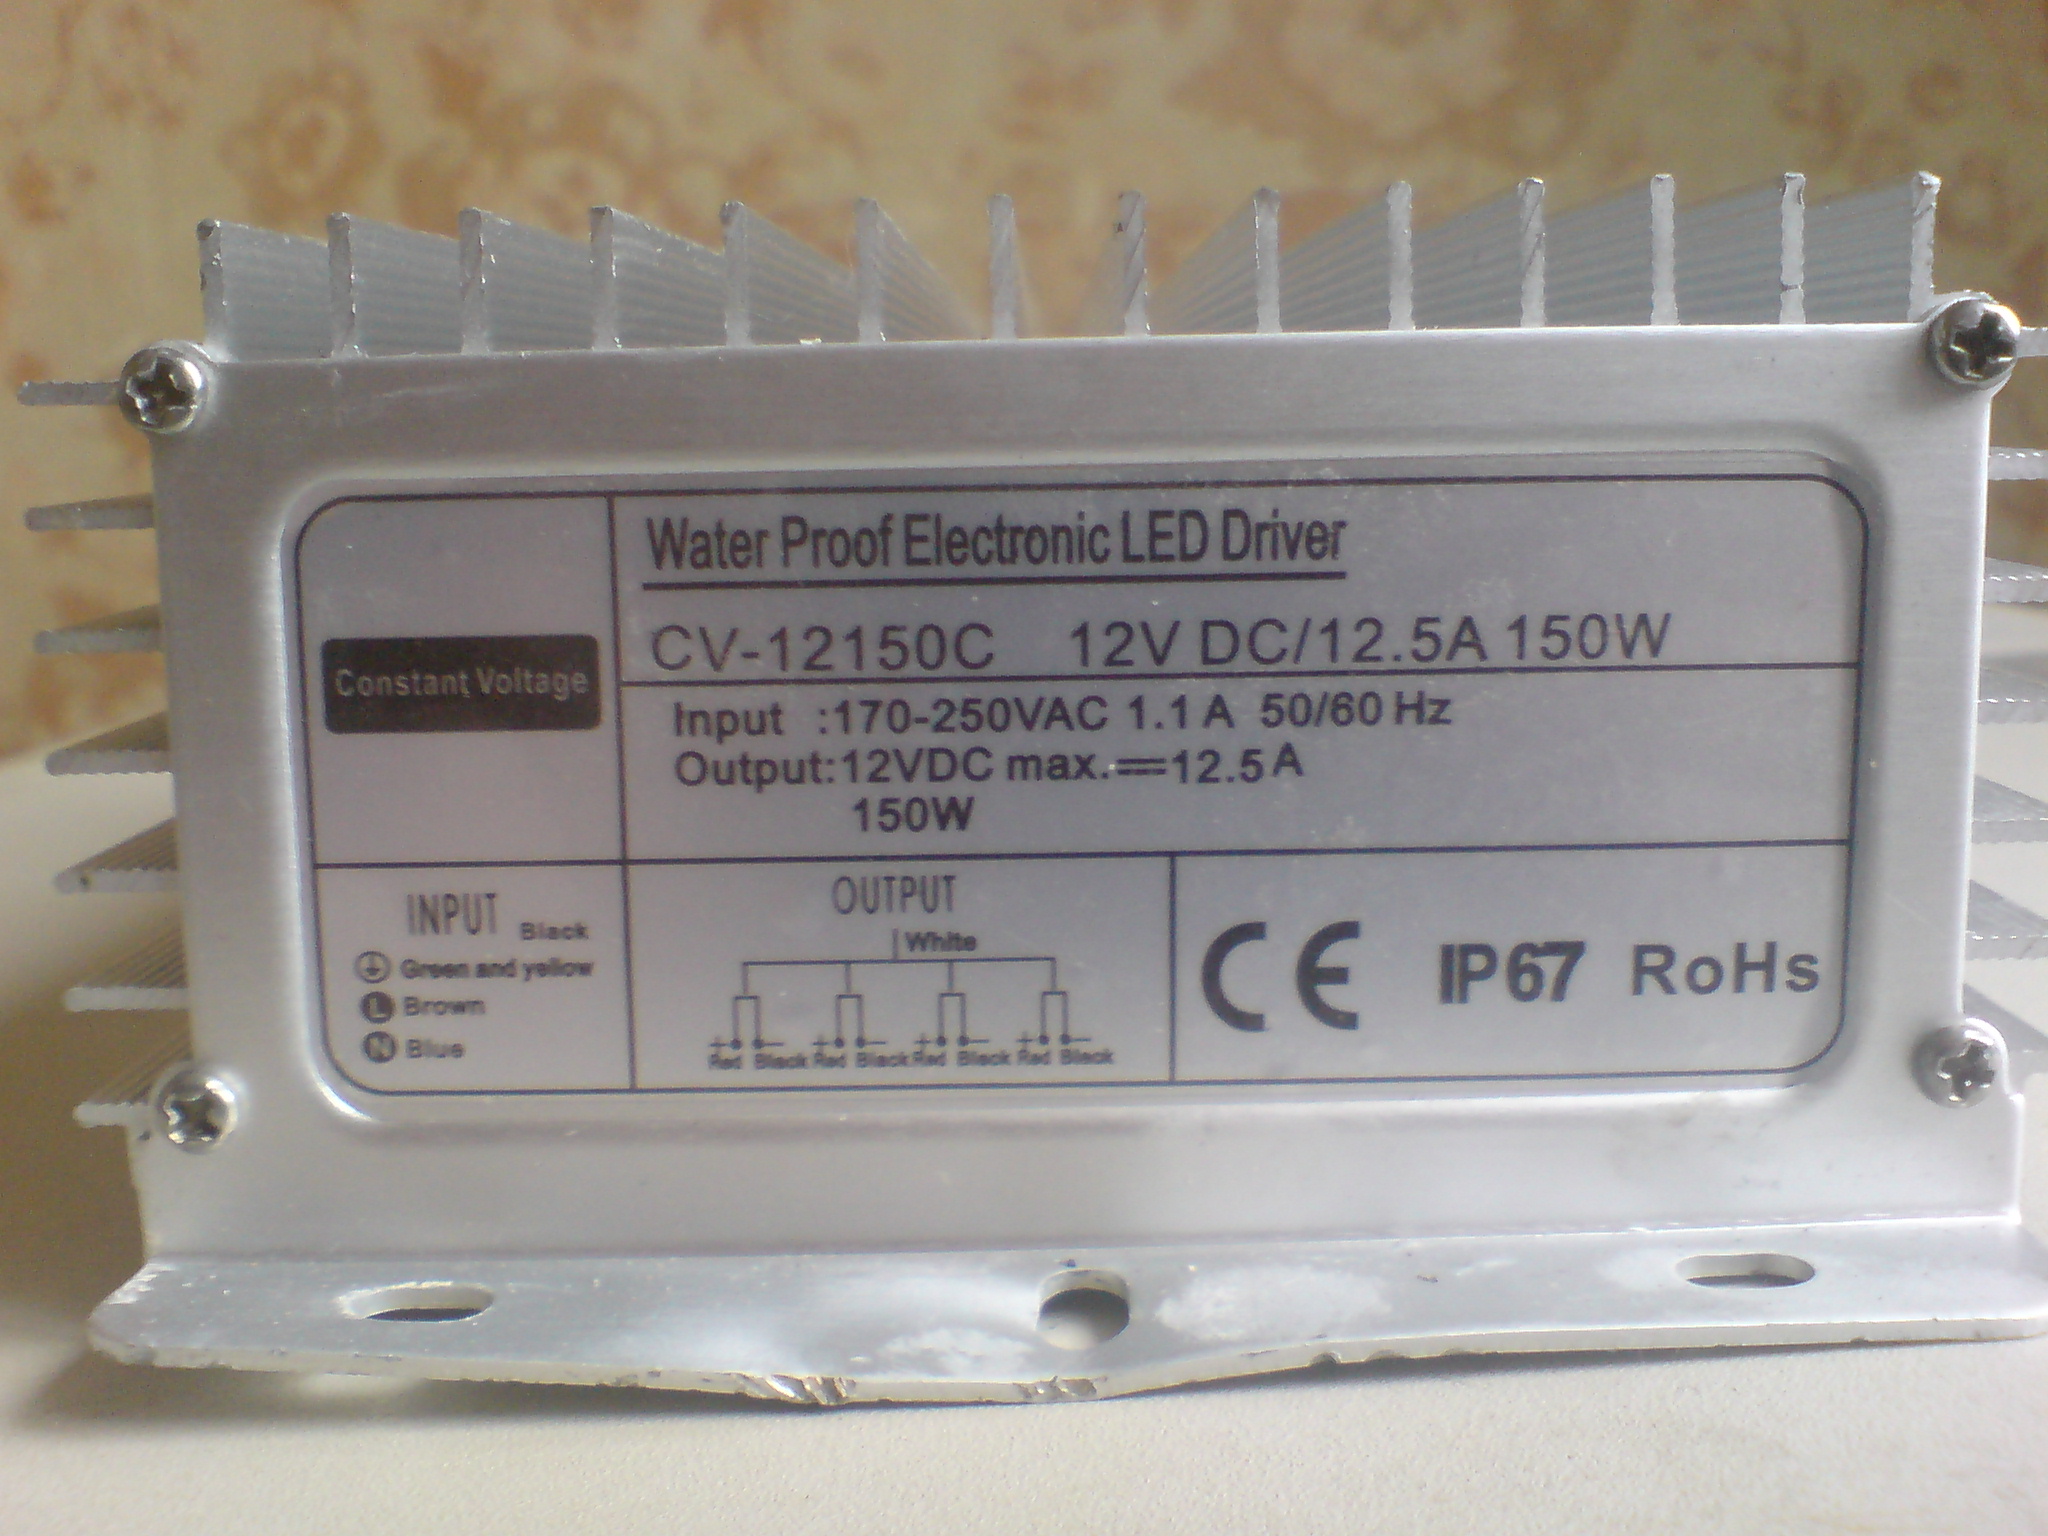 Water Proof Electronic LED Driver
CV-12150C 12V DC/12.5A 150W
Constant Voltage
Input :170-250VAC 1.1A 50/60 Hz
Output:12VDC max.⎓12.5A
150W
INPUT Black
Green and yellow
L Brown
N Blue
OUTPUT
White
+ - + - + - + -
Red Black Red Black Red Black Red Black
CE IP67 RoHs